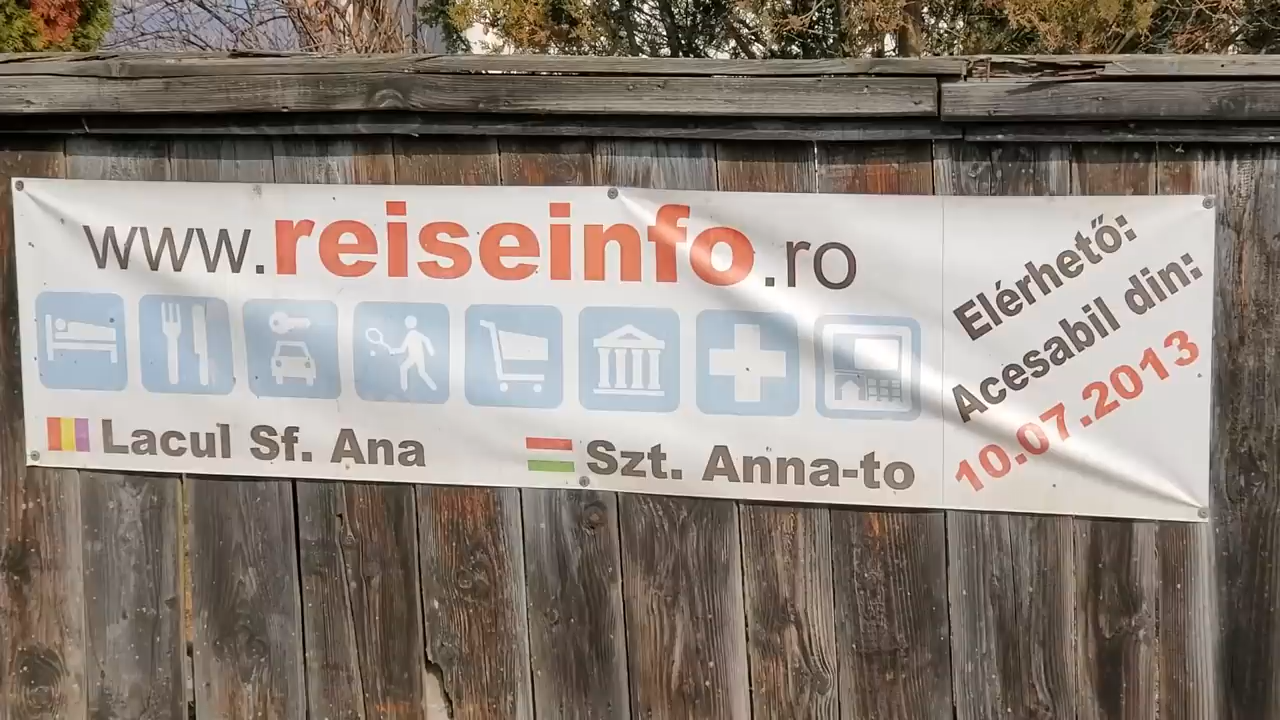 www.reiseinfo.ro
Lacul Sf. Ana
Szt. Anna-to
Elérhető:
Acesabil din:
10.07.2013